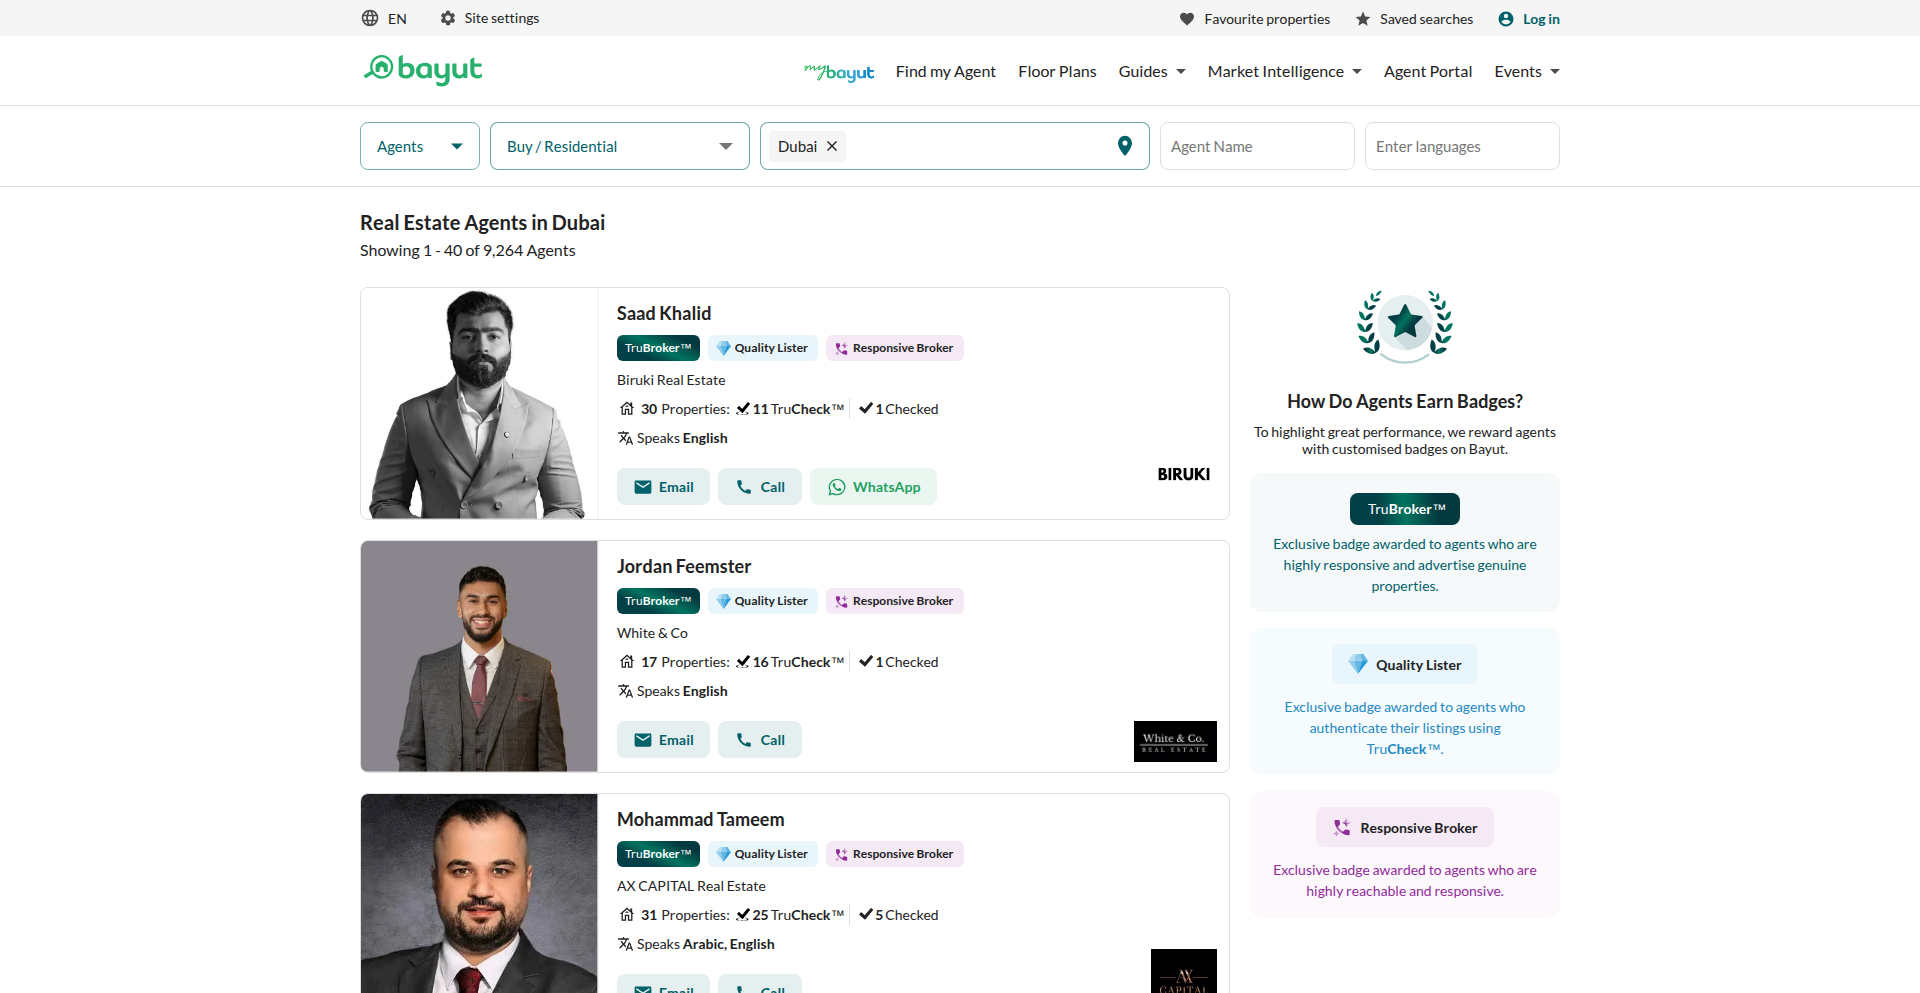 EN
Site settings
Favourite properties
Saved searches
Log in
bayut
mybayut
Find my Agent
Floor Plans
Guides
Market Intelligence
Agent Portal
Events
Agents
Buy / Residential
Dubai
Agent Name
Enter languages
Real Estate Agents in Dubai
Showing 1 - 40 of 9,264 Agents
Saad Khalid
TruBroker™
Quality Lister
Responsive Broker
Biruki Real Estate
30 Properties: 11 TruCheck™ 1 Checked
Speaks English
Email
Call
WhatsApp
BIRUKI
Jordan Feemster
TruBroker™
Quality Lister
Responsive Broker
White & Co
17 Properties: 16 TruCheck™ 1 Checked
Speaks English
Email
Call
White & Co.
REAL ESTATE
Mohammad Tameem
TruBroker™
Quality Lister
Responsive Broker
AX CAPITAL Real Estate
31 Properties: 25 TruCheck™ 5 Checked
Speaks Arabic, English
Email
Call
AX
CAPITAL
How Do Agents Earn Badges?
To highlight great performance, we reward agents
with customised badges on Bayut.
TruBroker™
Exclusive badge awarded to agents who are
highly responsive and advertise genuine
properties.
Quality Lister
Exclusive badge awarded to agents who
authenticate their listings using
TruCheck™.
Responsive Broker
Exclusive badge awarded to agents who are
highly reachable and responsive.